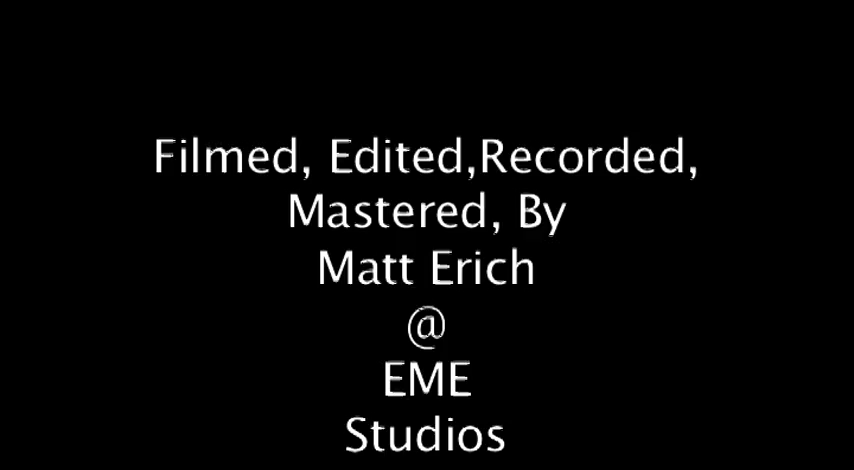 Filmed, Edited,Recorded,
Mastered, By
Matt Erich
@
EME
Studios